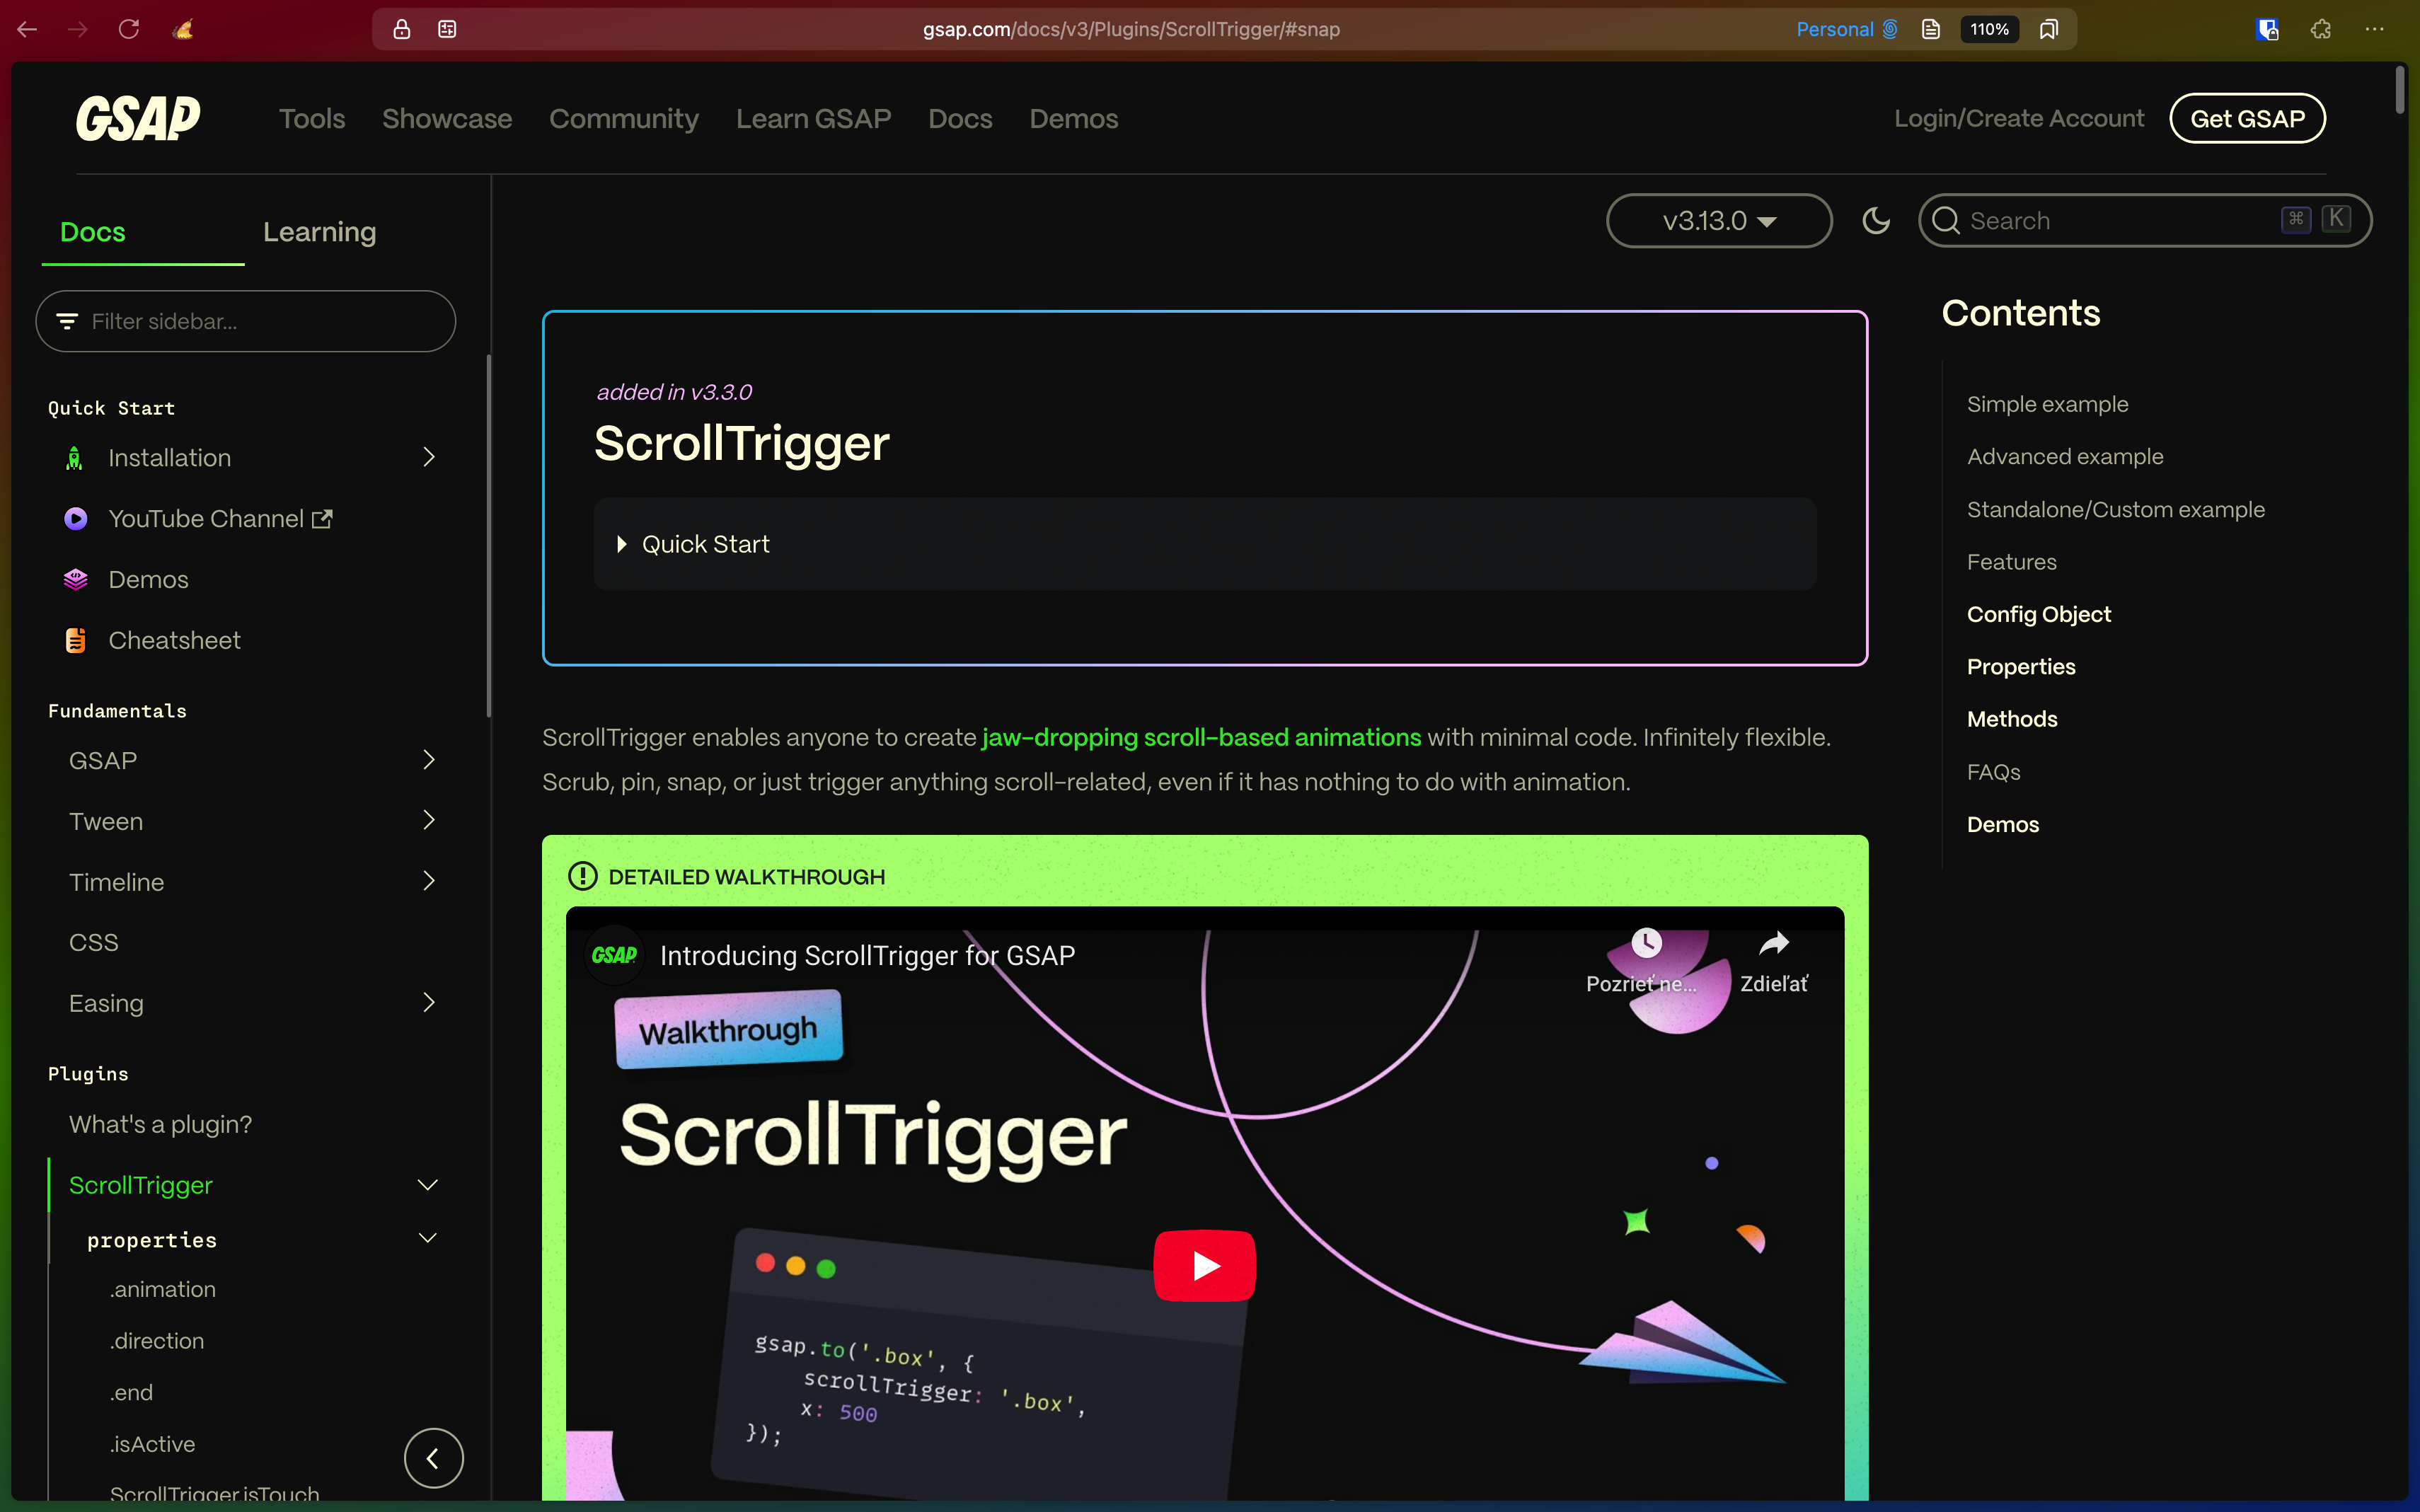 gsap.com/docs/v3/Plugins/ScrollTrigger/#snap
Personal
110%
GSAP
Tools
Showcase
Community
Learn GSAP
Docs
Demos
Login/Create Account
Get GSAP
Docs
Learning
v3.13.0
Search
⌘
K
Filter sidebar...
Quick Start
Installation
YouTube Channel
Demos
Cheatsheet
Fundamentals
GSAP
Tween
Timeline
CSS
Easing
Plugins
What's a plugin?
ScrollTrigger
properties
.animation
.direction
.end
.isActive
ScrollTrigger.isTouch
added in v3.3.0
ScrollTrigger
Quick Start
ScrollTrigger enables anyone to create jaw-dropping scroll-based animations with minimal code. Infinitely flexible.
Scrub, pin, snap, or just trigger anything scroll-related, even if it has nothing to do with animation.
DETAILED WALKTHROUGH
GSAP
Introducing ScrollTrigger for GSAP
Pozrieť ne...
Zdieľať
Walkthrough
ScrollTrigger
gsap.to('.box', {
scrollTrigger: '.box',
x: 500
});
Contents
Simple example
Advanced example
Standalone/Custom example
Features
Config Object
Properties
Methods
FAQs
Demos